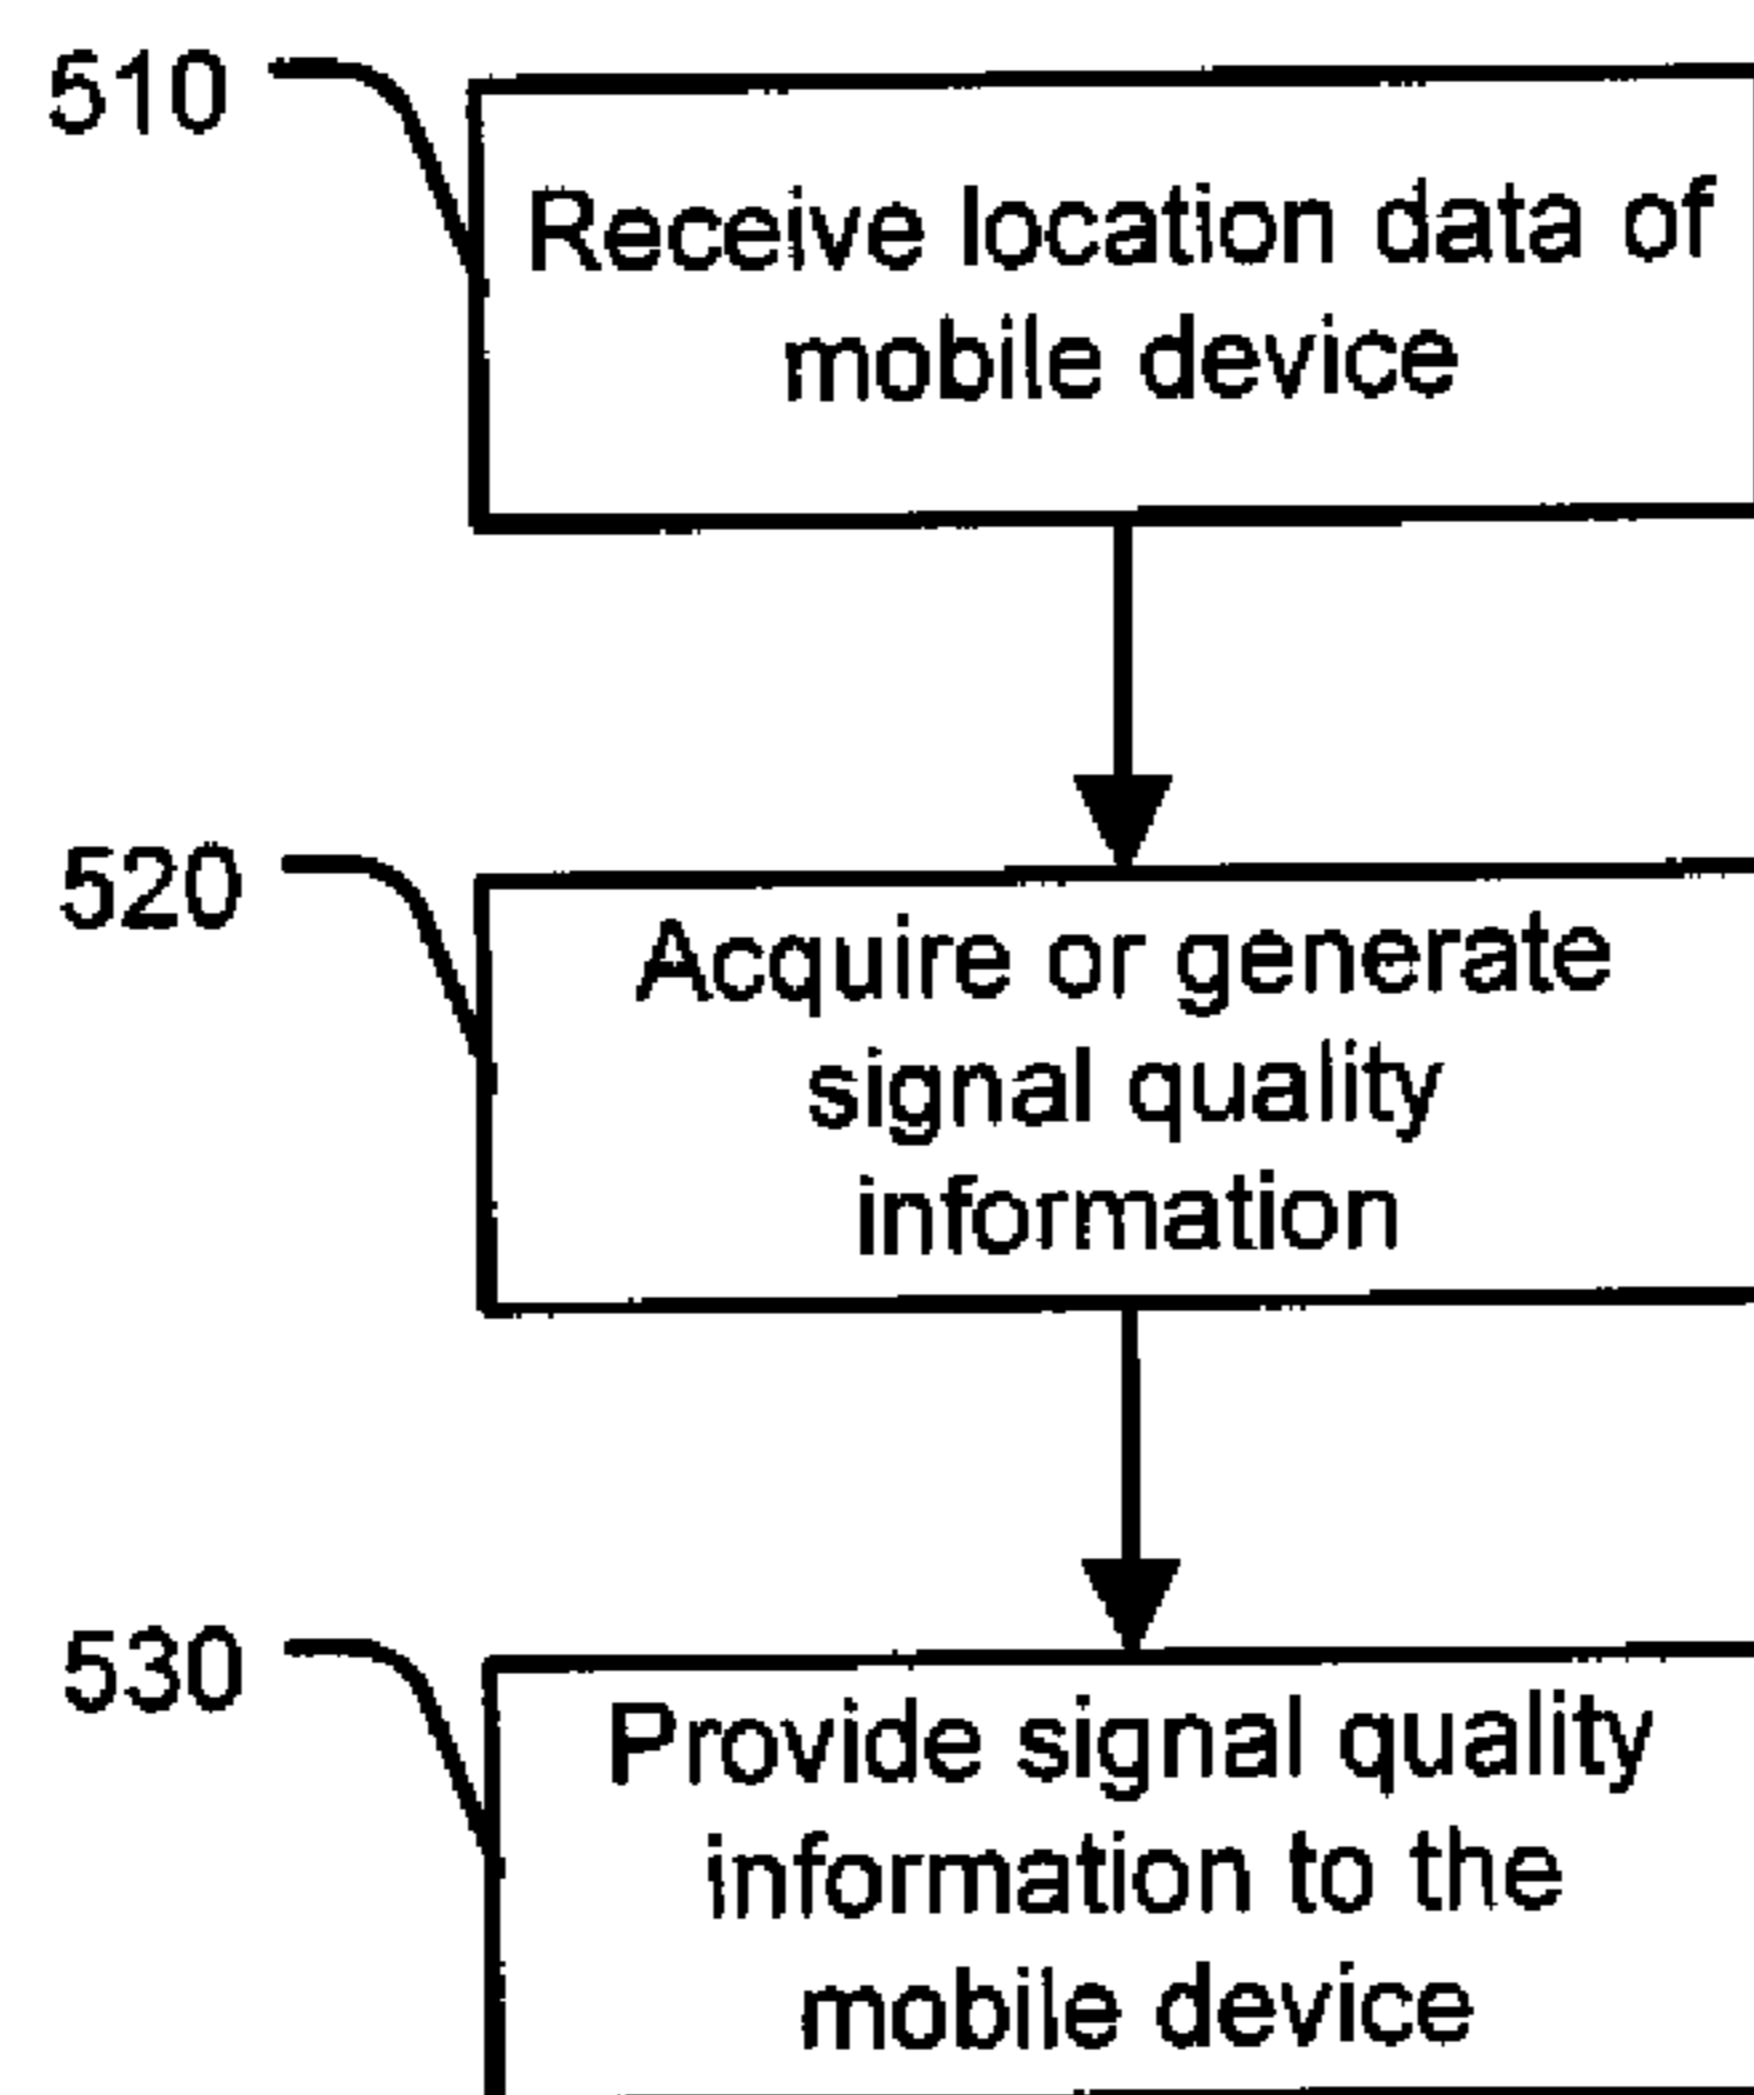 510
Receive location data of
mobile device
520
Acquire or generate
signal quality
information
530
Provide signal quality
information to the
mobile device